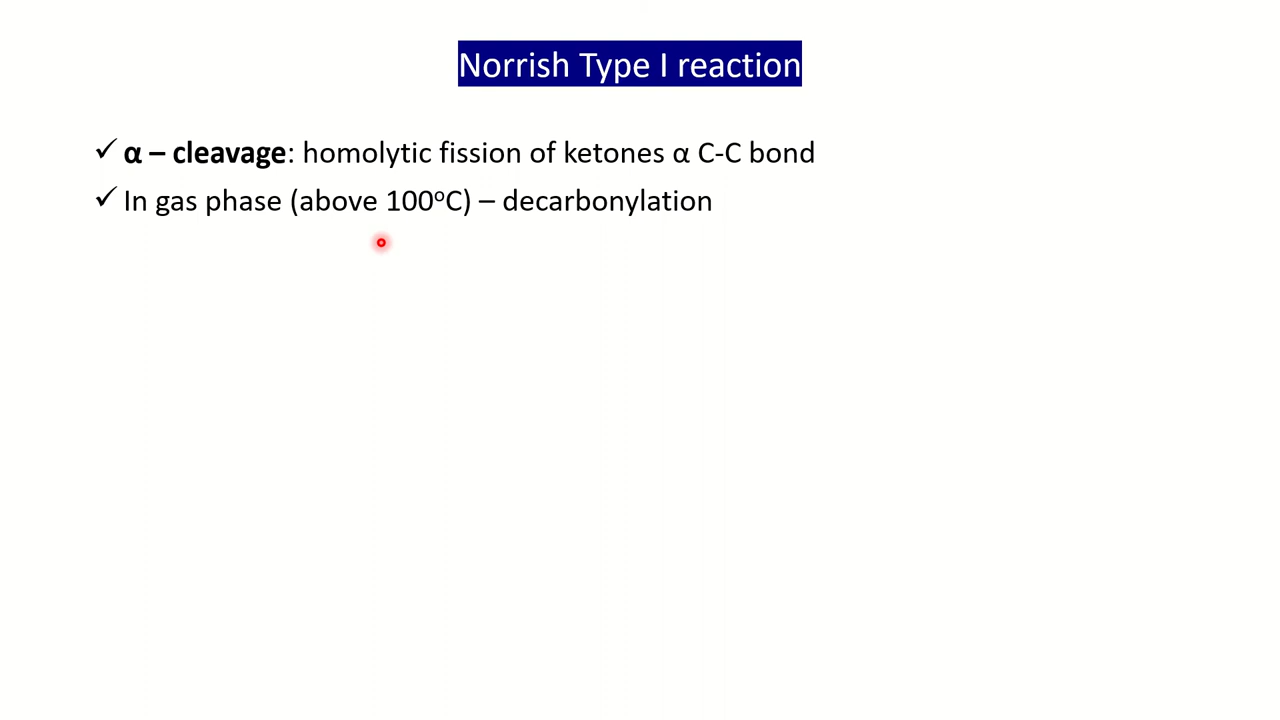 Norrish Type I reaction
✓ α – cleavage: homolytic fission of ketones α C-C bond
✓ In gas phase (above 100ºC) – decarbonylation